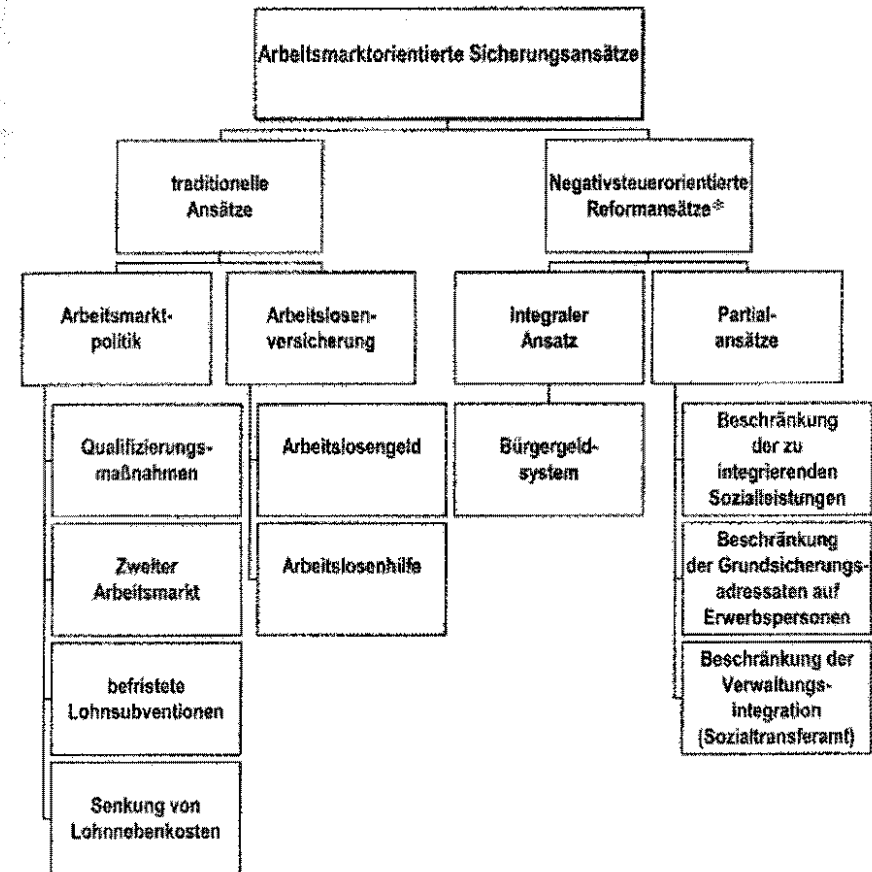 Arbeitsmarktorientierte Sicherungsansätze
traditionelle
Ansätze
Negativsteuerorientierte
Reformansätze*
Arbeitsmarkt-
politik
Arbeitslosen-
versicherung
Integraler
Ansatz
Partial-
ansätze
Qualifizierungs-
maßnahmen
Zweiter
Arbeitsmarkt
befristete
Lohnsubventionen
Senkung von
Lohnnebenkosten
Arbeitslosengeld
Arbeitslosenhilfe
Bürgergeld-
system
Beschränkung
der zu
integrierenden
Sozialleistungen
Beschränkung
der Grundsicherungs-
adressaten auf
Erwerbspersonen
Beschränkung der
Verwaltungs-
integration
(Sozialtransferamt)